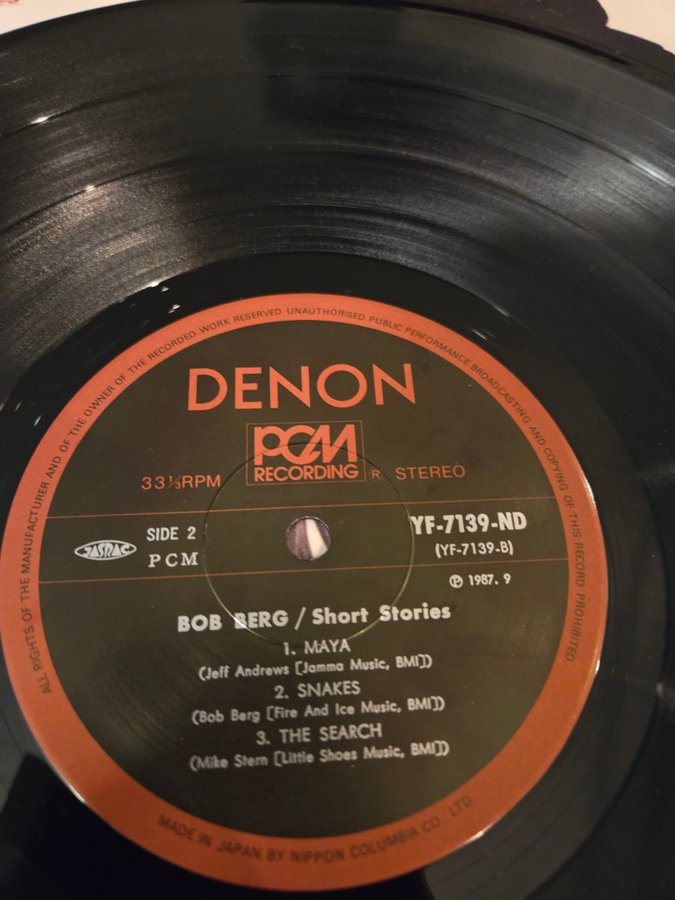 ALL RIGHTS OF THE MANUFACTURER AND OF THE OWNER OF THE RECORDED WORK RESERVED UNAUTHORISED PUBLIC PERFORMANCE BROADCASTING AND COPYING OF THIS RECORD PROHIBITED
DENON
PCM
RECORDING
33⅓RPM
R STEREO
JASRAC
SIDE 2
PCM
YF-7139-ND
(YF-7139-B)
℗ 1987. 9
BOB BERG / Short Stories
1. MAYA
(Jeff Andrews [Jamma Music, BMI])
2. SNAKES
(Bob Berg [Fire And Ice Music, BMI])
3. THE SEARCH
(Mike Stern [Little Shoes Music, BMI])
MADE IN JAPAN BY NIPPON COLUMBIA CO. LTD.